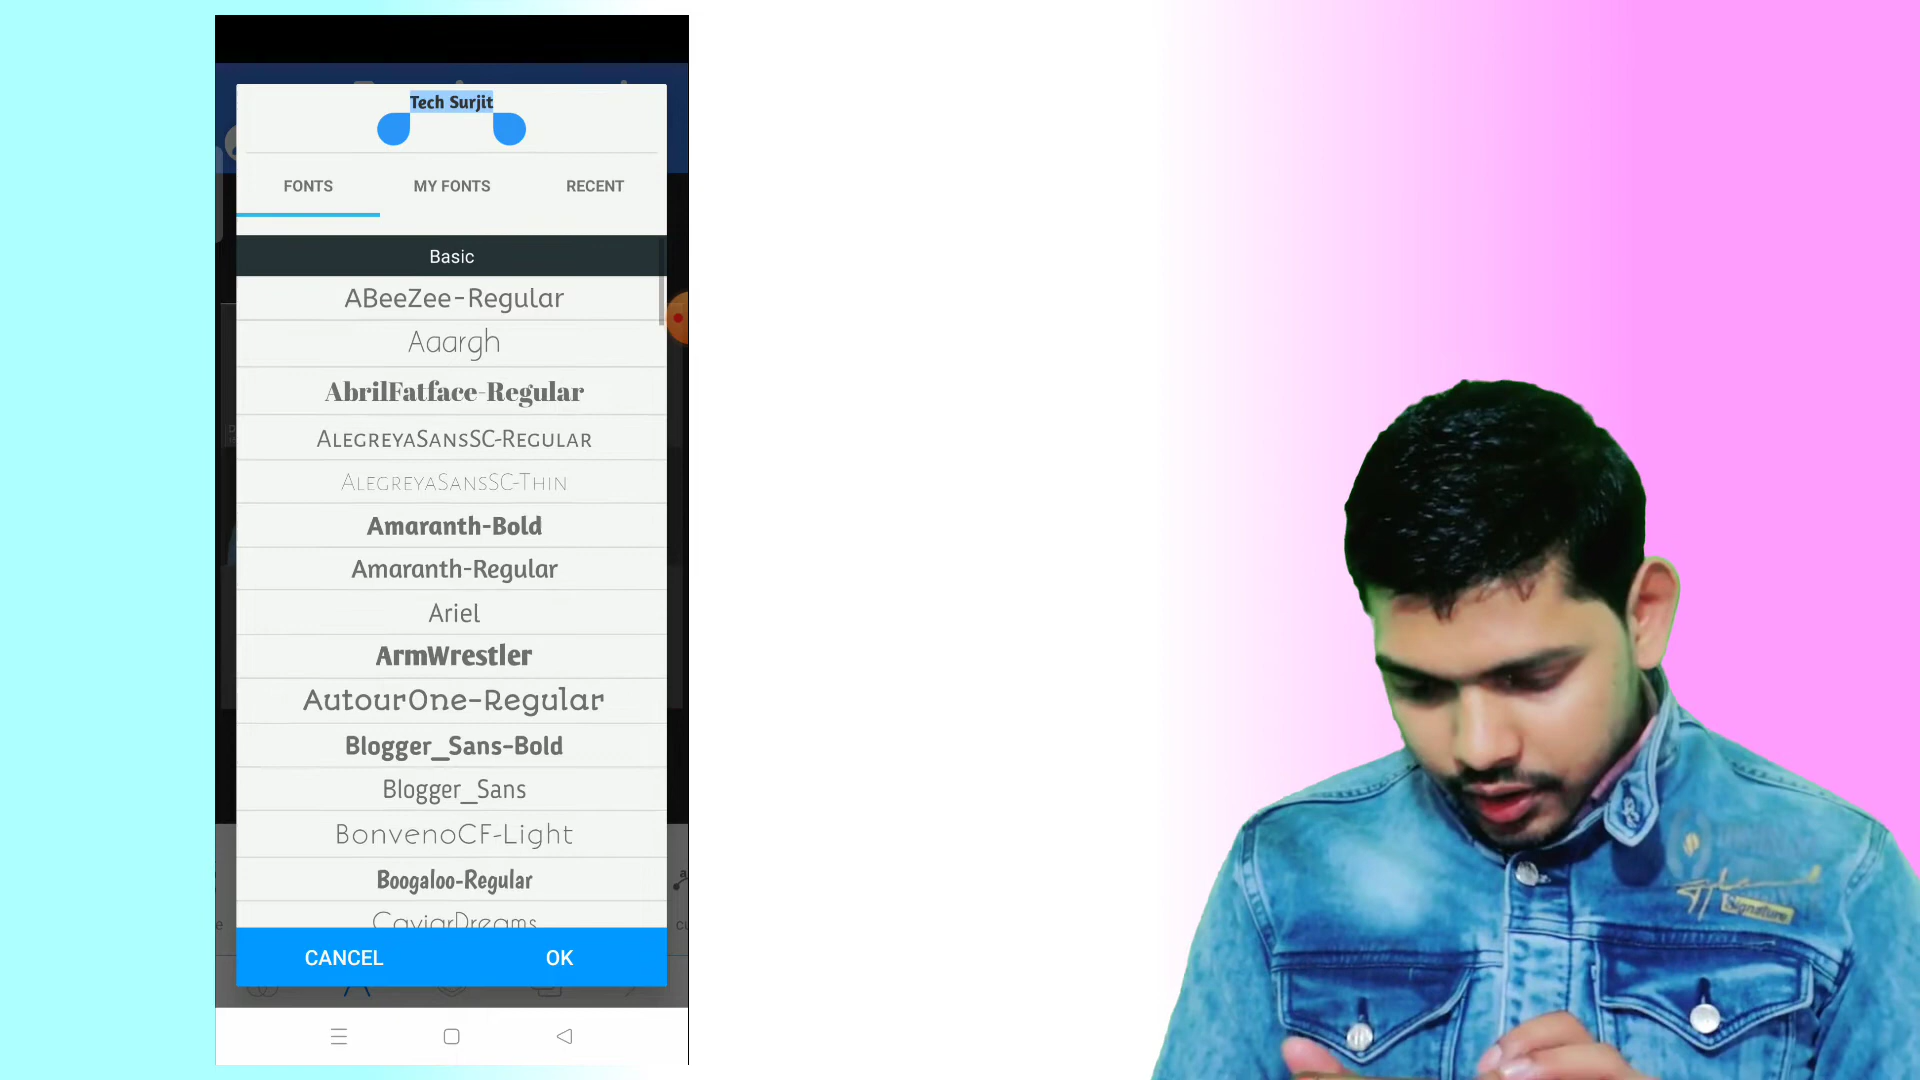 Tech Surjit
FONTS MY FONTS RECENT
Basic
ABeeZee-Regular
Aaargh
AbrilFatface-Regular
AlegreyaSansSC-Regular
AlegreyaSansSC-Thin
Amaranth-Bold
Amaranth-Regular
Ariel
ArmWrestler
AutourOne-Regular
Blogger_Sans-Bold
Blogger_Sans
BonvenoCF-Light
Boogaloo-Regular
CaviarDreams
CANCEL OK
Signature